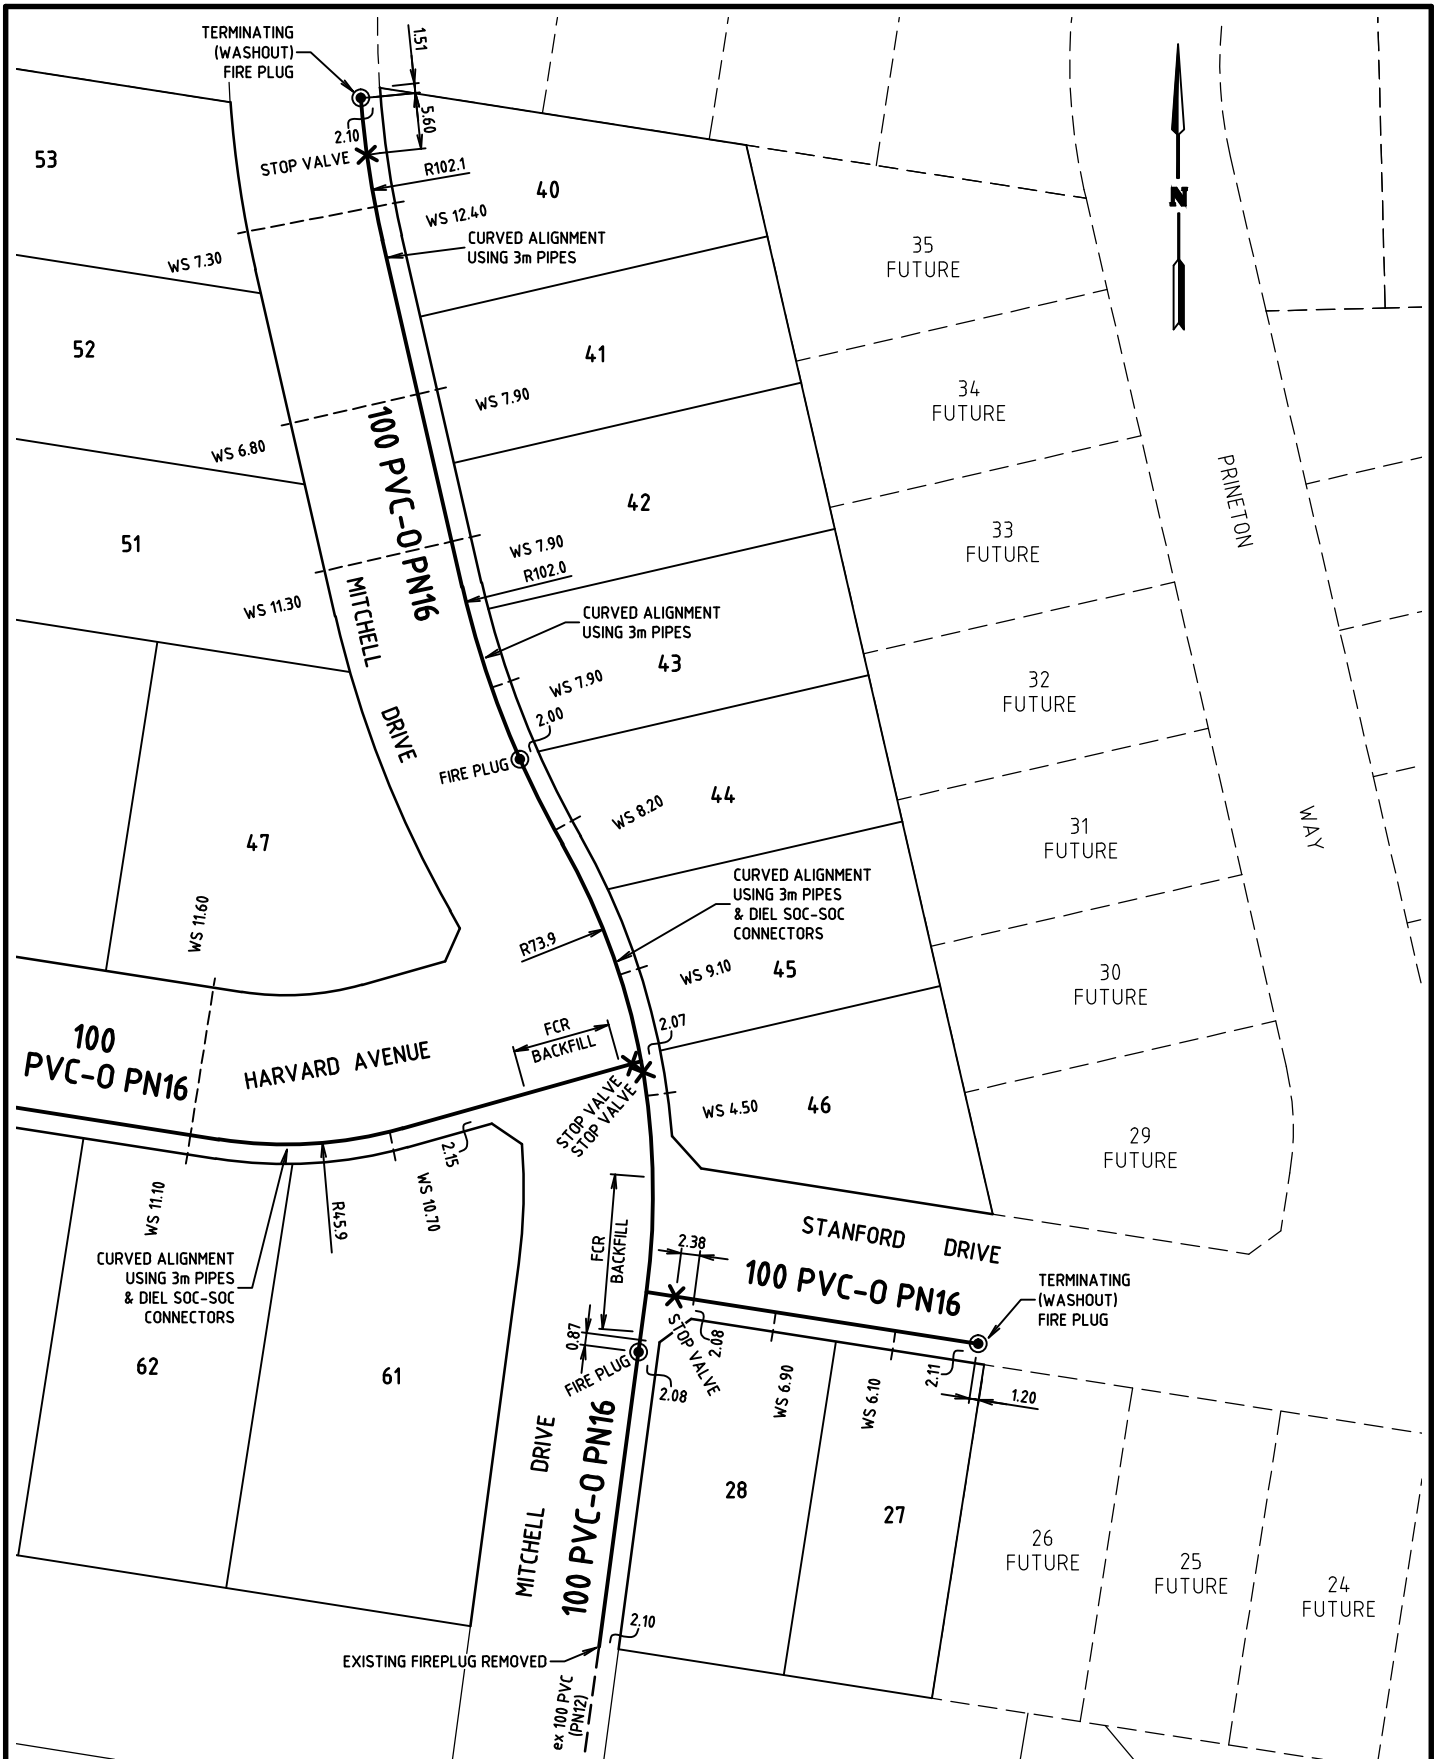 TERMINATING
(WASHOUT)
FIRE PLUG
1.51
5.60
2.10
STOP VALVE
R102.1
53
40
N
WS 12.40
WS 7.30
CURVED ALIGNMENT
USING 3m PIPES
35
FUTURE
52
41
WS 7.90
34
FUTURE
WS 6.80
100 PVC-O PN16
42
PRINETON
51
WS 7.90
R102.0
33
FUTURE
WS 11.30
MITCHELL
DRIVE
CURVED ALIGNMENT
USING 3m PIPES
43
WS 7.90
32
FUTURE
2.00
FIRE PLUG
44
WS 8.20
31
FUTURE
WAY
47
CURVED ALIGNMENT
USING 3m PIPES
& DIEL SOC-SOC
CONNECTORS
WS 11.60
R73.9
WS 9.10
45
30
FUTURE
100
PVC-O PN16
HARVARD AVENUE
FCR
BACKFILL
2.07
STOP VALVE
STOP VALVE
WS 4.50
46
29
FUTURE
2.15
WS 11.10
R45.9
WS 10.70
CURVED ALIGNMENT
USING 3m PIPES
& DIEL SOC-SOC
CONNECTORS
FCR
BACKFILL
STANFORD DRIVE
2.38
100 PVC-O PN16
TERMINATING
(WASHOUT)
FIRE PLUG
0.87
STOP VALVE
2.08
FIRE PLUG
2.08
2.11
1.20
62
61
WS 6.90
WS 6.10
MITCHELL DRIVE
100 PVC-O PN16
28
27
26
FUTURE
25
FUTURE
24
FUTURE
2.10
EXISTING FIREPLUG REMOVED
ex 100 PVC
(PN12)